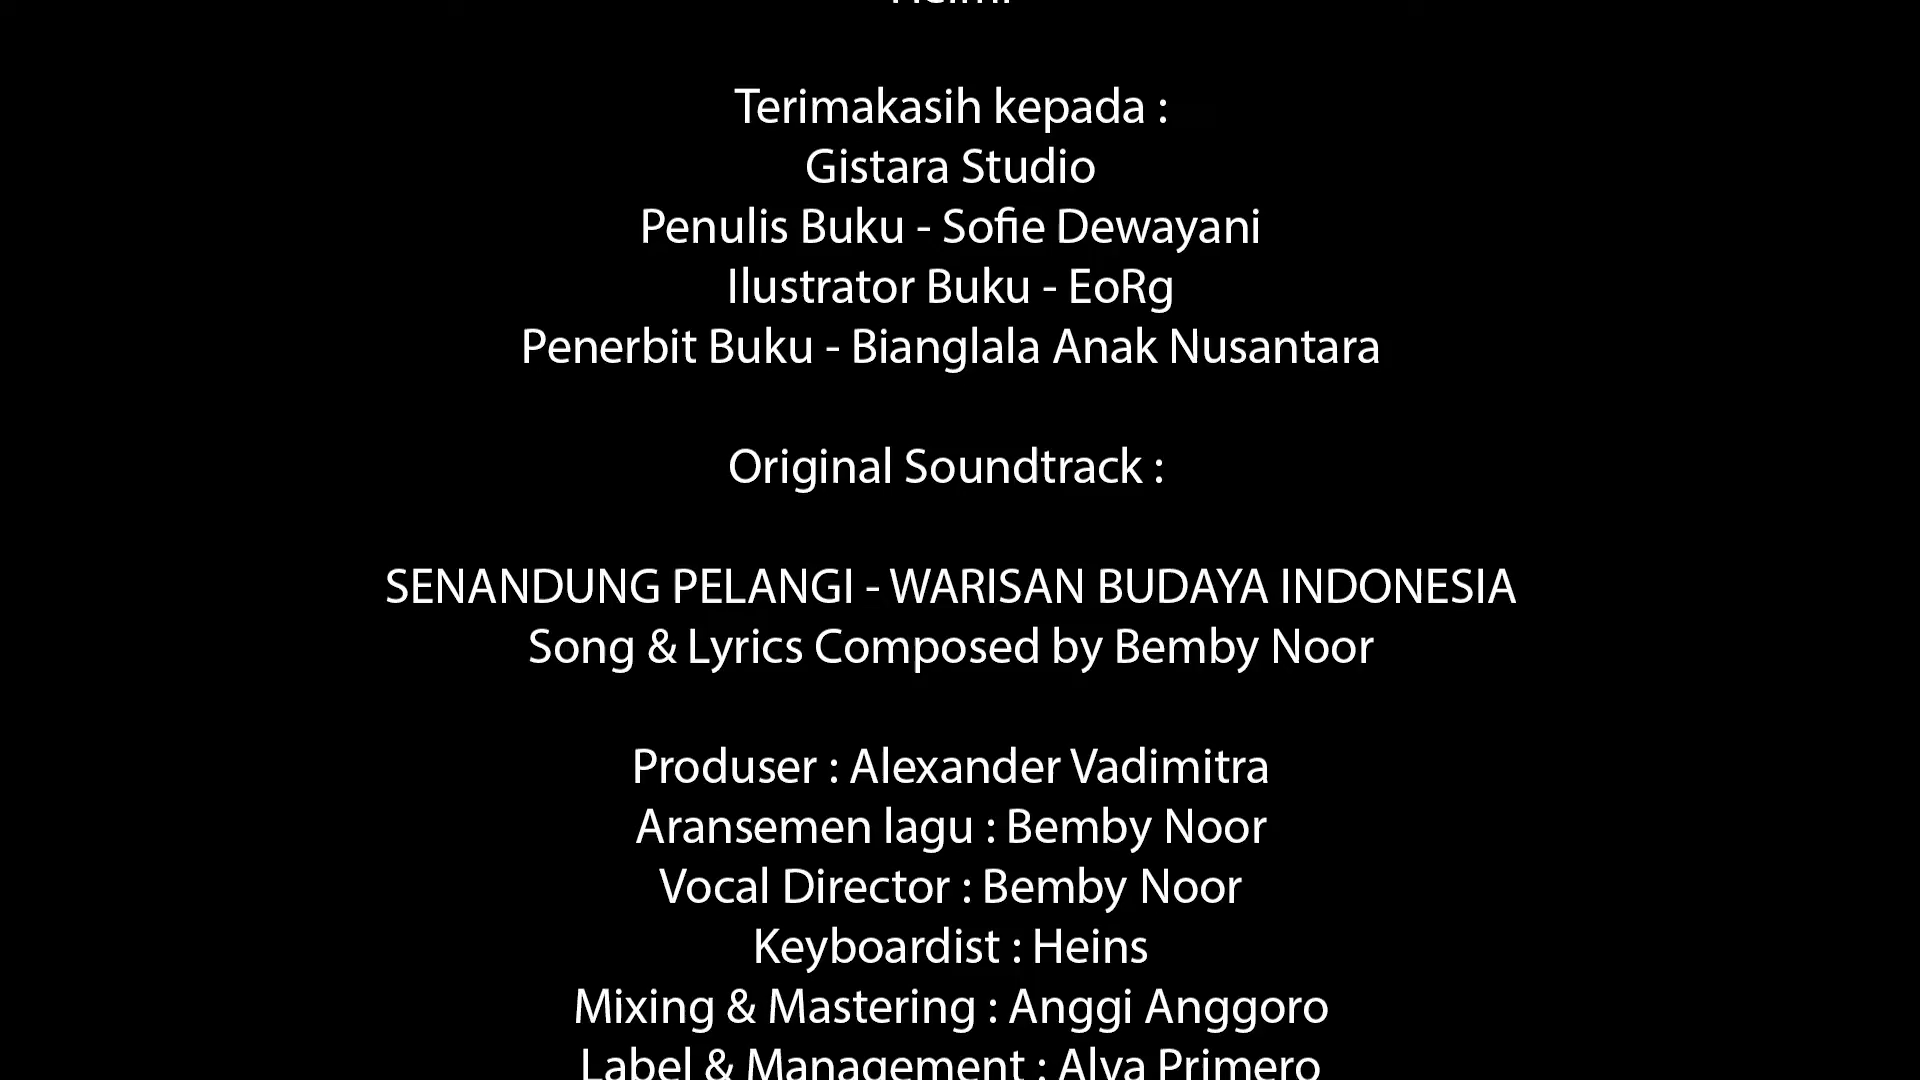 Terimakasih kepada :
Gistara Studio
Penulis Buku - Sofie Dewayani
Ilustrator Buku - EoRg
Penerbit Buku - Bianglala Anak Nusantara
Original Soundtrack :
SENANDUNG PELANGI - WARISAN BUDAYA INDONESIA
Song & Lyrics Composed by Bemby Noor
Produser : Alexander Vadimitra
Aransemen lagu : Bemby Noor
Vocal Director : Bemby Noor
Keyboardist : Heins
Mixing & Mastering : Anggi Anggoro
Label & Management : Alva Primero